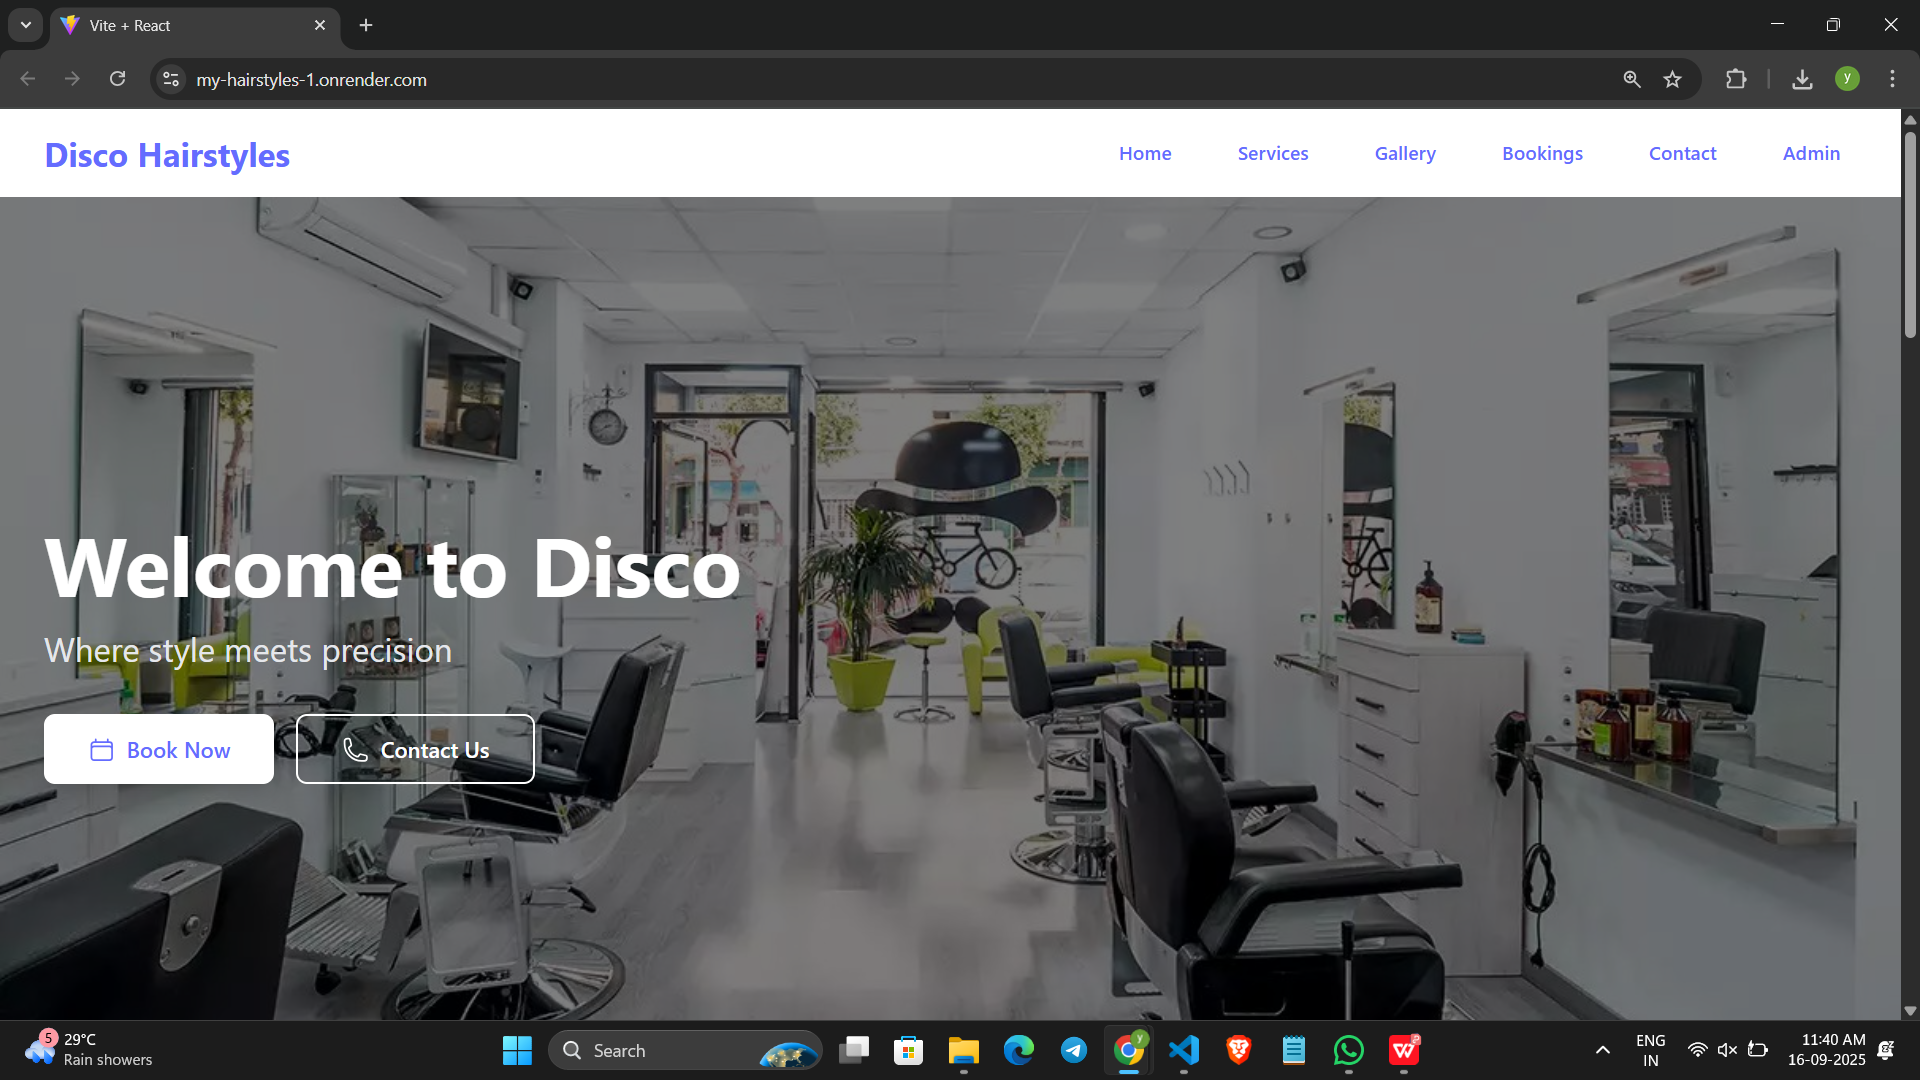 Vite + React
my-hairstyles-1.onrender.com
y
Disco Hairstyles
Home
Services
Gallery
Bookings
Contact
Admin
Welcome to Disco
Where style meets precision
Book Now
Contact Us
5
29°C
Rain showers
Search
y
ENG
IN
11:40 AM
16-09-2025